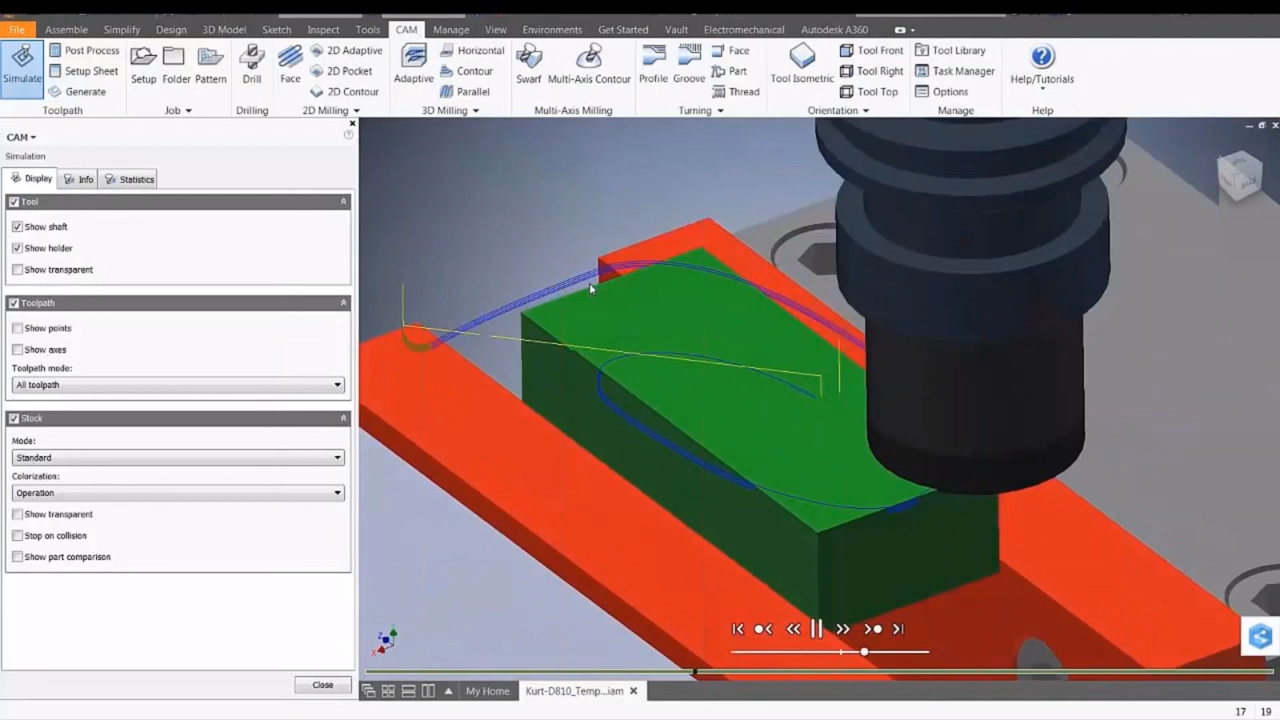 File Assemble Simplify Design 3D Model Sketch Inspect Tools CAM Manage View Environments Get Started Vault Electromechanical Autodesk A360
Simulate Post Process Setup Sheet Generate
Setup Folder Pattern
Drill
Face 2D Adaptive 2D Pocket 2D Contour
Adaptive Horizontal Contour Parallel
Swarf Multi-Axis Contour
Profile Groove Face Part Thread
Tool Isometric Tool Front Tool Right Tool Top
Tool Library Task Manager Options
Help/Tutorials
Toolpath Job Drilling 2D Milling 3D Milling Multi-Axis Milling Turning Orientation Manage Help
CAM
Simulation
Display Info Statistics
Tool
Show shaft
Show holder
Show transparent
Toolpath
Show points
Show axes
Toolpath mode:
All toolpath
Stock
Mode:
Standard
Colorization:
Operation
Show transparent
Stop on collision
Show part comparison
Close
BACK
Z
X
My Home Kurt-D810_Temp...iam
17 19